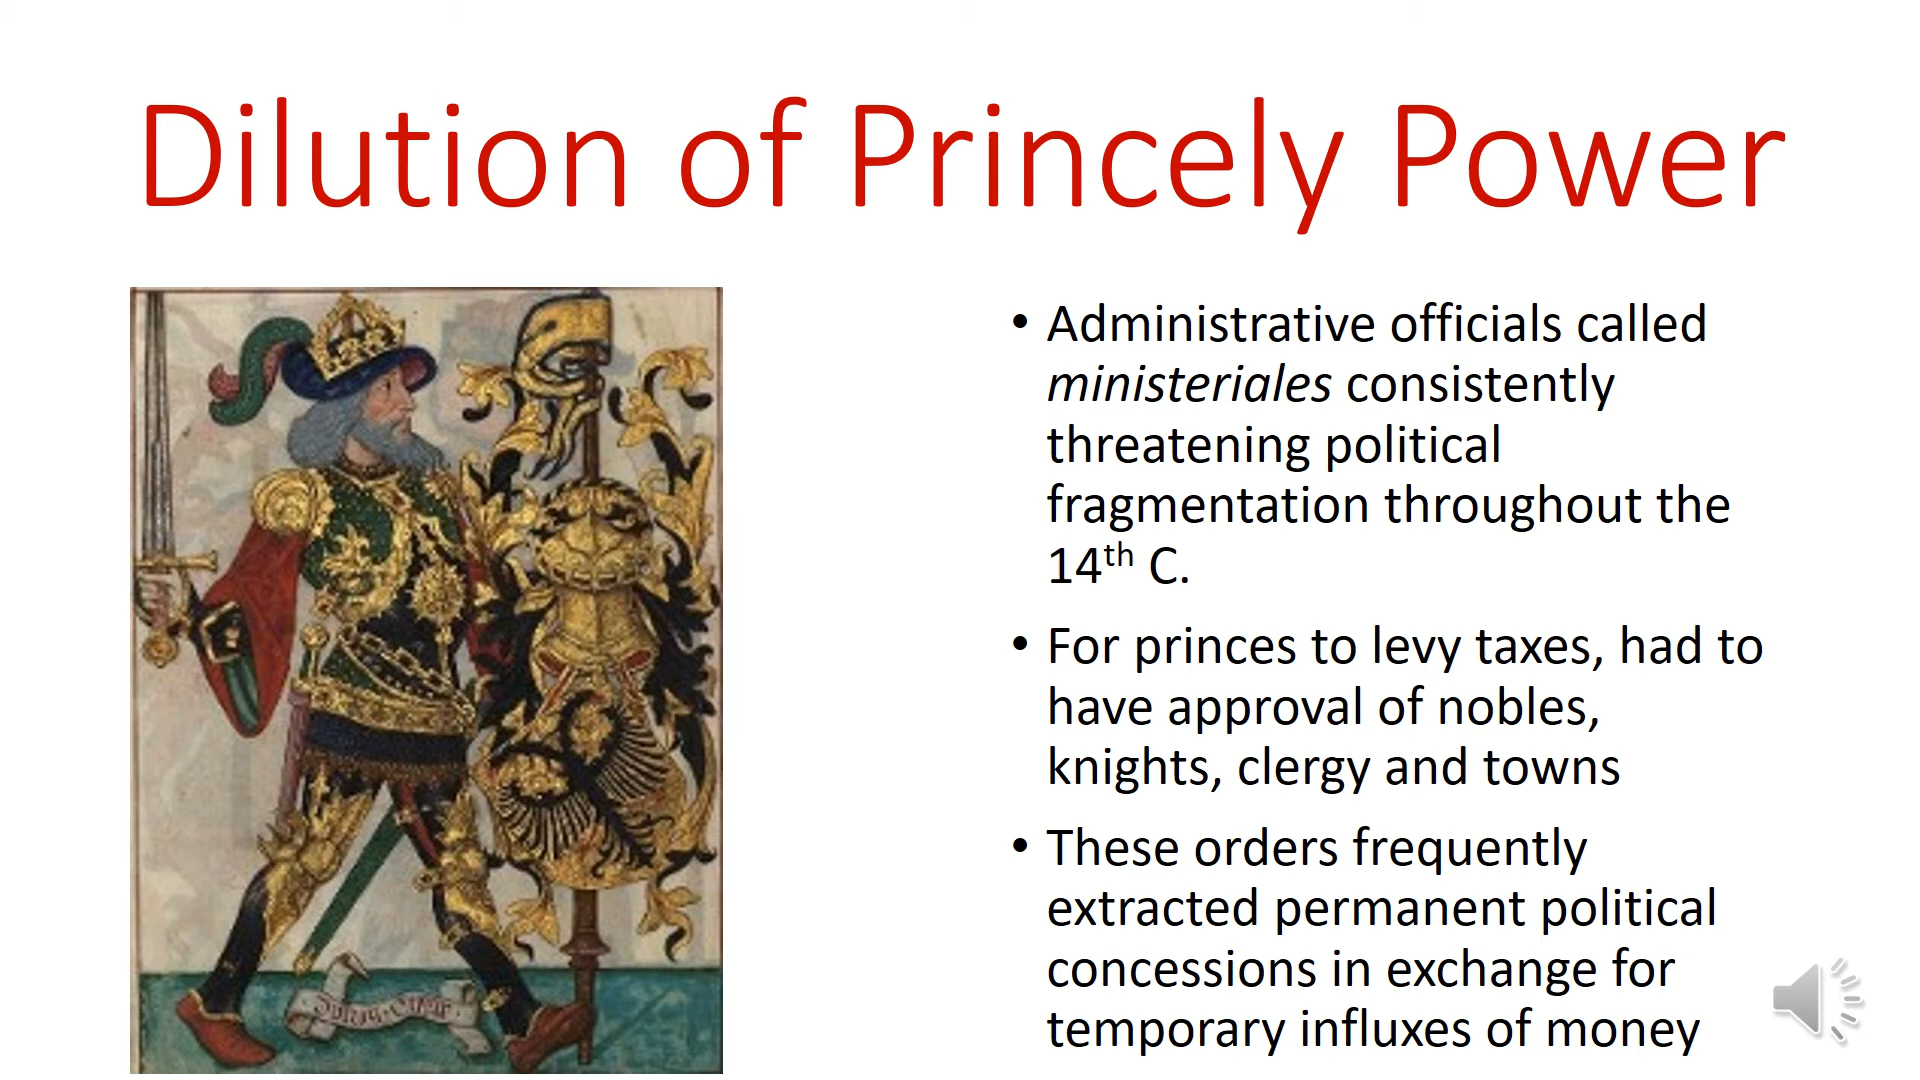 Dilution of Princely Power
• Administrative officials called
ministeriales consistently
threatening political
fragmentation throughout the
14th C.
• For princes to levy taxes, had to
have approval of nobles,
knights, clergy and towns
• These orders frequently
extracted permanent political
concessions in exchange for
temporary influxes of money